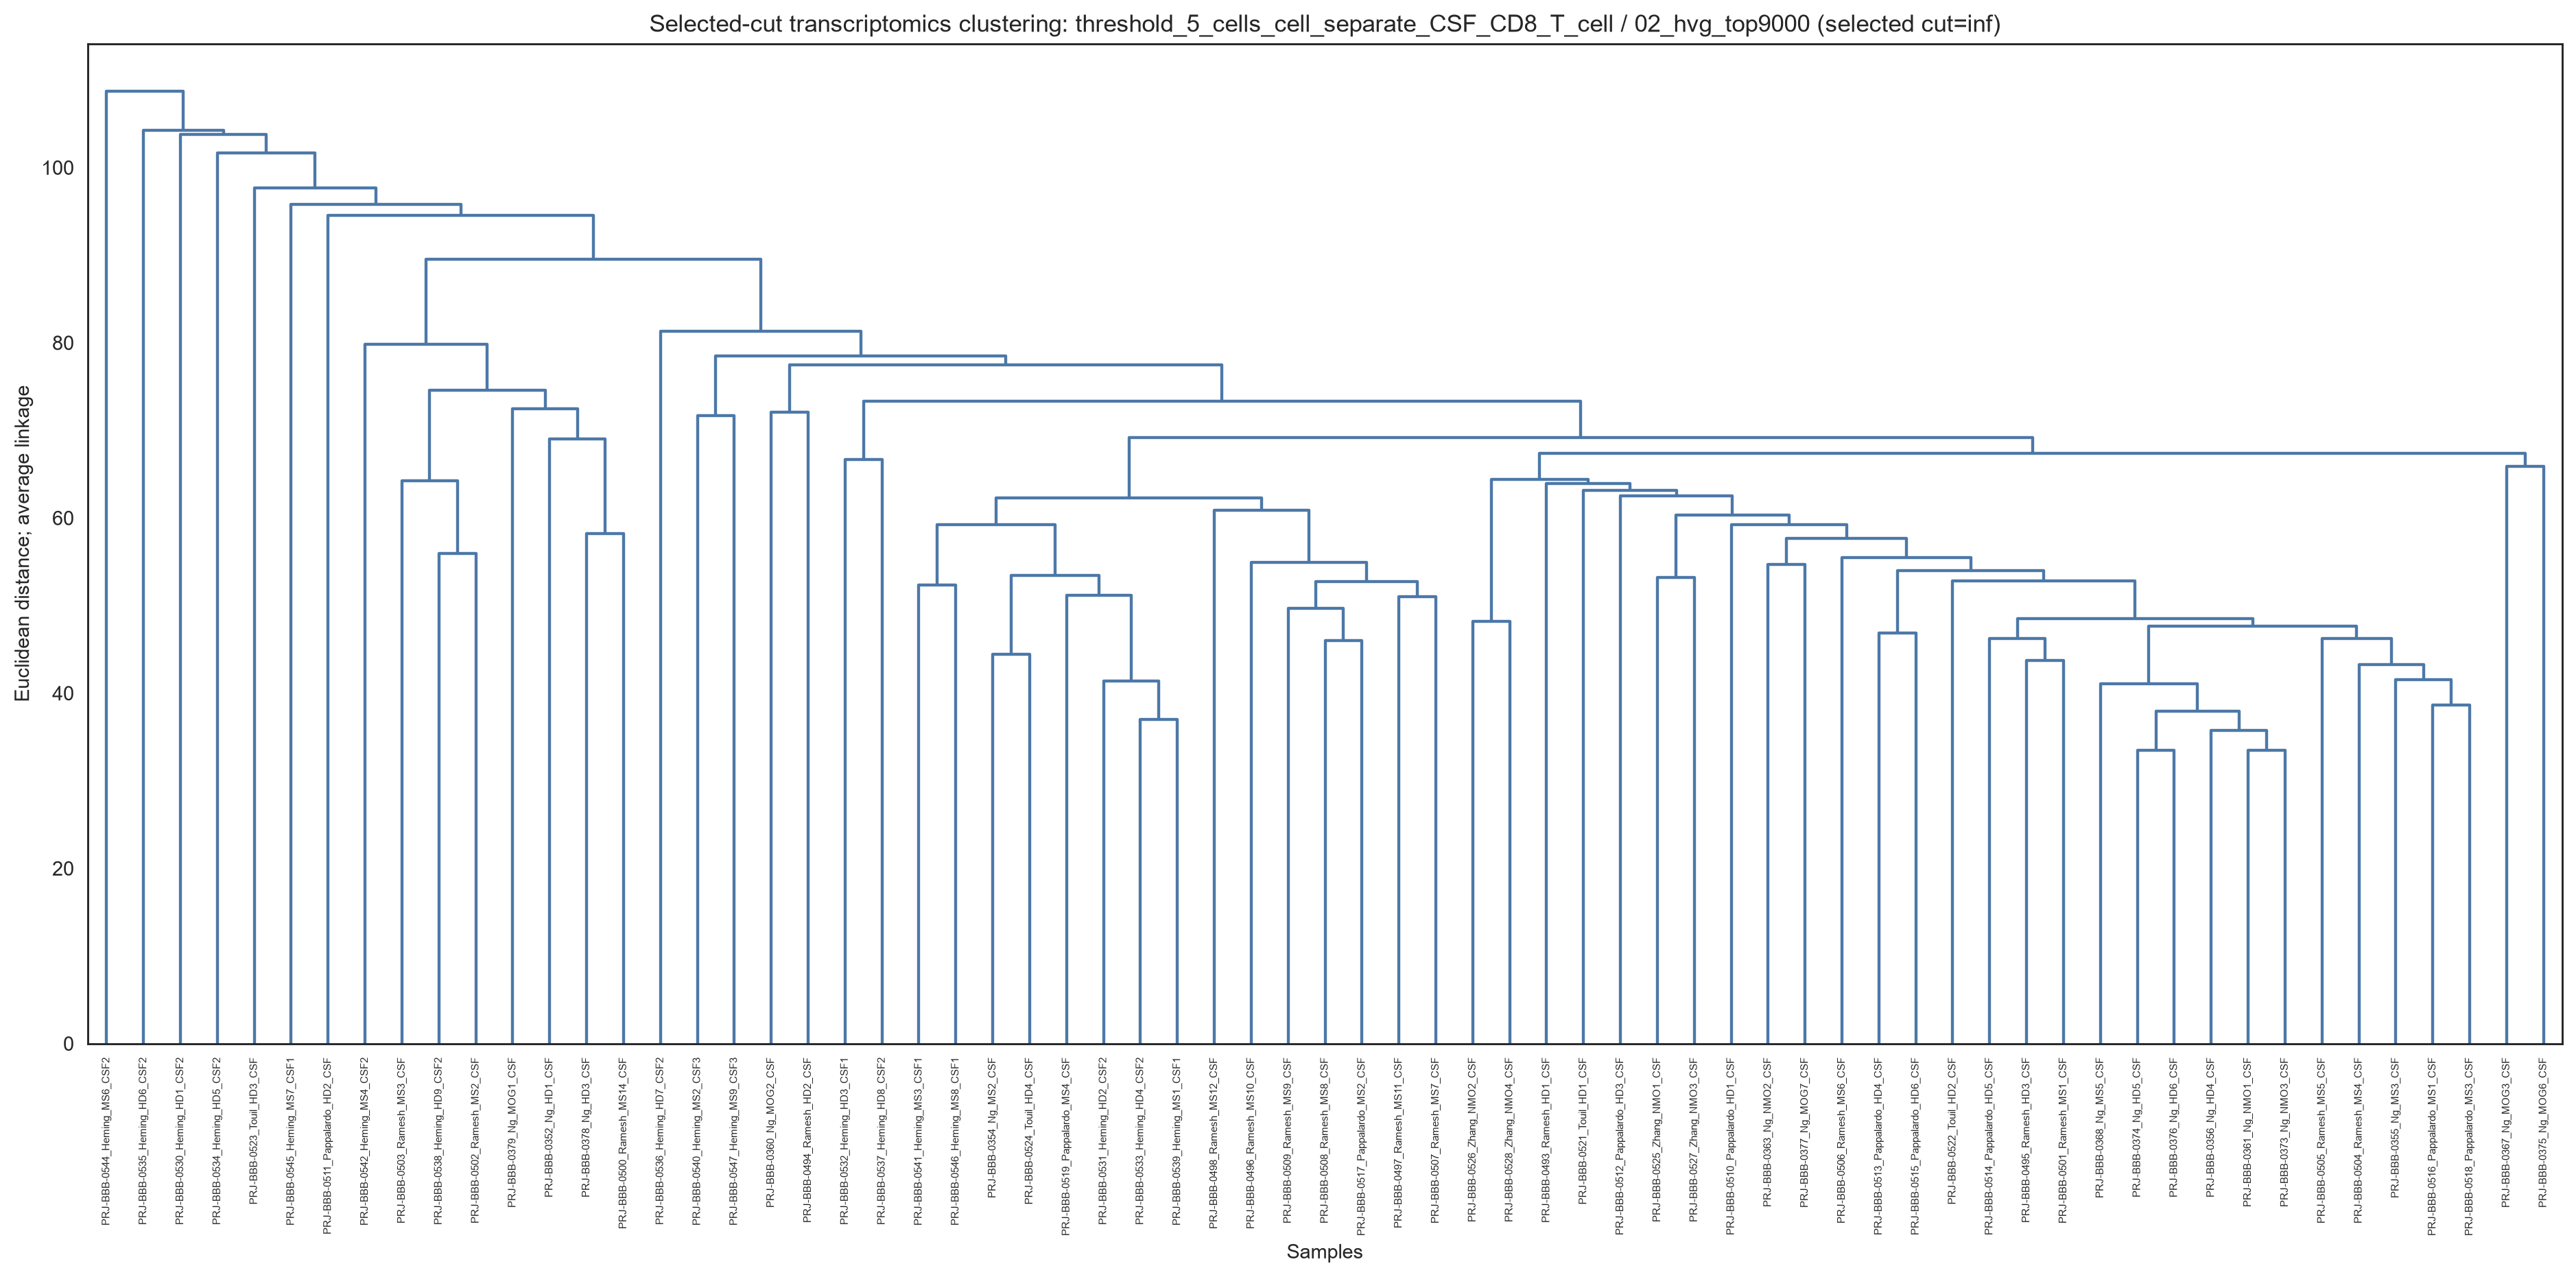 Selected-cut transcriptomics clustering: threshold_5_cells_cell_separate_CSF_CD8_T_cell / 02_hvg_top9000 (selected cut=inf)
Euclidean distance; average linkage
100
80
60
40
20
0
PRJ-BBB-0544_Heming_MS6_CSF2
PRJ-BBB-0535_Heming_HD6_CSF2
PRJ-BBB-0530_Heming_HD1_CSF2
PRJ-BBB-0534_Heming_HD5_CSF2
PRJ-BBB-0523_Touil_HD3_CSF
PRJ-BBB-0545_Heming_MS7_CSF1
PRJ-BBB-0511_Pappalardo_HD2_CSF
PRJ-BBB-0542_Heming_MS4_CSF2
PRJ-BBB-0503_Ramesh_MS3_CSF
PRJ-BBB-0538_Heming_HD9_CSF2
PRJ-BBB-0502_Ramesh_MS2_CSF
PRJ-BBB-0379_Ng_MOG1_CSF
PRJ-BBB-0352_Ng_HD1_CSF
PRJ-BBB-0378_Ng_HD3_CSF
PRJ-BBB-0500_Ramesh_MS14_CSF
PRJ-BBB-0536_Heming_HD7_CSF2
PRJ-BBB-0540_Heming_MS2_CSF3
PRJ-BBB-0547_Heming_MS9_CSF3
PRJ-BBB-0360_Ng_MOG2_CSF
PRJ-BBB-0494_Ramesh_HD2_CSF
PRJ-BBB-0532_Heming_HD3_CSF1
PRJ-BBB-0537_Heming_HD8_CSF2
PRJ-BBB-0541_Heming_MS3_CSF1
PRJ-BBB-0546_Heming_MS8_CSF1
PRJ-BBB-0354_Ng_MS2_CSF
PRJ-BBB-0524_Touil_HD4_CSF
PRJ-BBB-0519_Pappalardo_MS4_CSF
PRJ-BBB-0531_Heming_HD2_CSF2
PRJ-BBB-0533_Heming_HD4_CSF2
PRJ-BBB-0539_Heming_MS1_CSF1
PRJ-BBB-0498_Ramesh_MS12_CSF
PRJ-BBB-0496_Ramesh_MS10_CSF
PRJ-BBB-0509_Ramesh_MS9_CSF
PRJ-BBB-0508_Ramesh_MS8_CSF
PRJ-BBB-0517_Pappalardo_MS2_CSF
PRJ-BBB-0497_Ramesh_MS11_CSF
PRJ-BBB-0507_Ramesh_MS7_CSF
PRJ-BBB-0526_Zhang_NMO2_CSF
PRJ-BBB-0528_Zhang_NMO4_CSF
PRJ-BBB-0493_Ramesh_HD1_CSF
PRJ-BBB-0521_Touil_HD1_CSF
PRJ-BBB-0512_Pappalardo_HD3_CSF
PRJ-BBB-0525_Zhang_NMO1_CSF
PRJ-BBB-0527_Zhang_NMO3_CSF
PRJ-BBB-0510_Pappalardo_HD1_CSF
PRJ-BBB-0363_Ng_NMO2_CSF
PRJ-BBB-0377_Ng_MOG7_CSF
PRJ-BBB-0506_Ramesh_MS6_CSF
PRJ-BBB-0513_Pappalardo_HD4_CSF
PRJ-BBB-0515_Pappalardo_HD6_CSF
PRJ-BBB-0522_Touil_HD2_CSF
PRJ-BBB-0514_Pappalardo_HD5_CSF
PRJ-BBB-0495_Ramesh_HD3_CSF
PRJ-BBB-0501_Ramesh_MS1_CSF
PRJ-BBB-0368_Ng_MS5_CSF
PRJ-BBB-0374_Ng_HD5_CSF
PRJ-BBB-0376_Ng_HD6_CSF
PRJ-BBB-0356_Ng_HD4_CSF
PRJ-BBB-0361_Ng_NMO1_CSF
PRJ-BBB-0373_Ng_NMO3_CSF
PRJ-BBB-0505_Ramesh_MS5_CSF
PRJ-BBB-0504_Ramesh_MS4_CSF
PRJ-BBB-0355_Ng_MS3_CSF
PRJ-BBB-0516_Pappalardo_MS1_CSF
PRJ-BBB-0518_Pappalardo_MS3_CSF
PRJ-BBB-0367_Ng_MOG3_CSF
PRJ-BBB-0375_Ng_MOG6_CSF
Samples